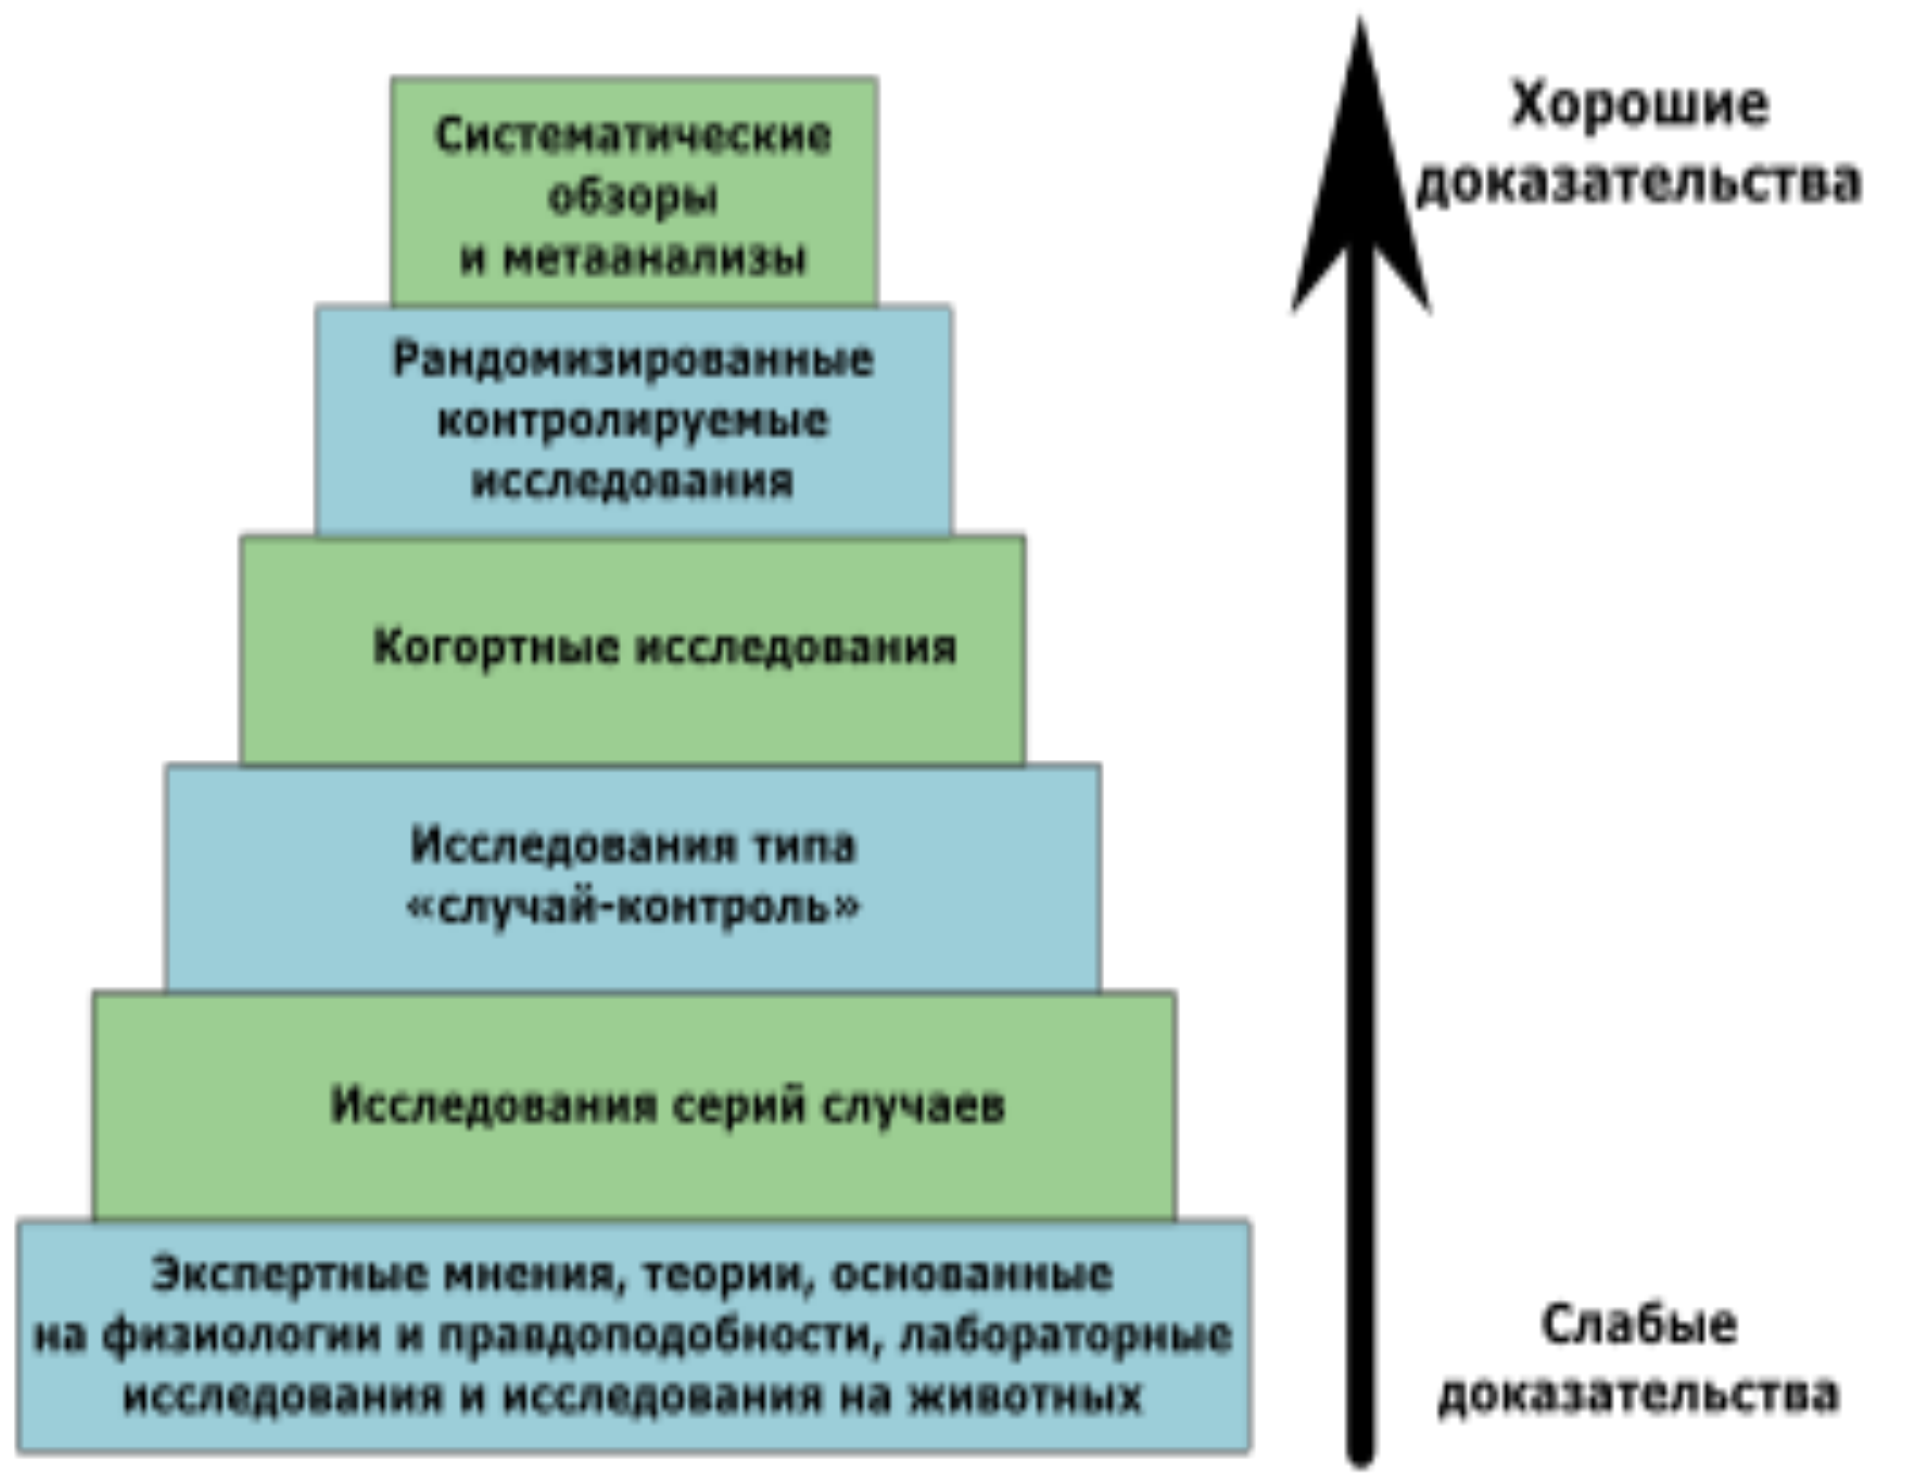 Систематические
обзоры
и метаанализы
Рандомизированные
контролируемые
исследования
Когортные исследования
Исследования типа
«случай-контроль»
Исследования серий случаев
Экспертные мнения, теории, основанные
на физиологии и правдоподобности, лабораторные
исследования и исследования на животных
Хорошие
доказательства
Слабые
доказательства